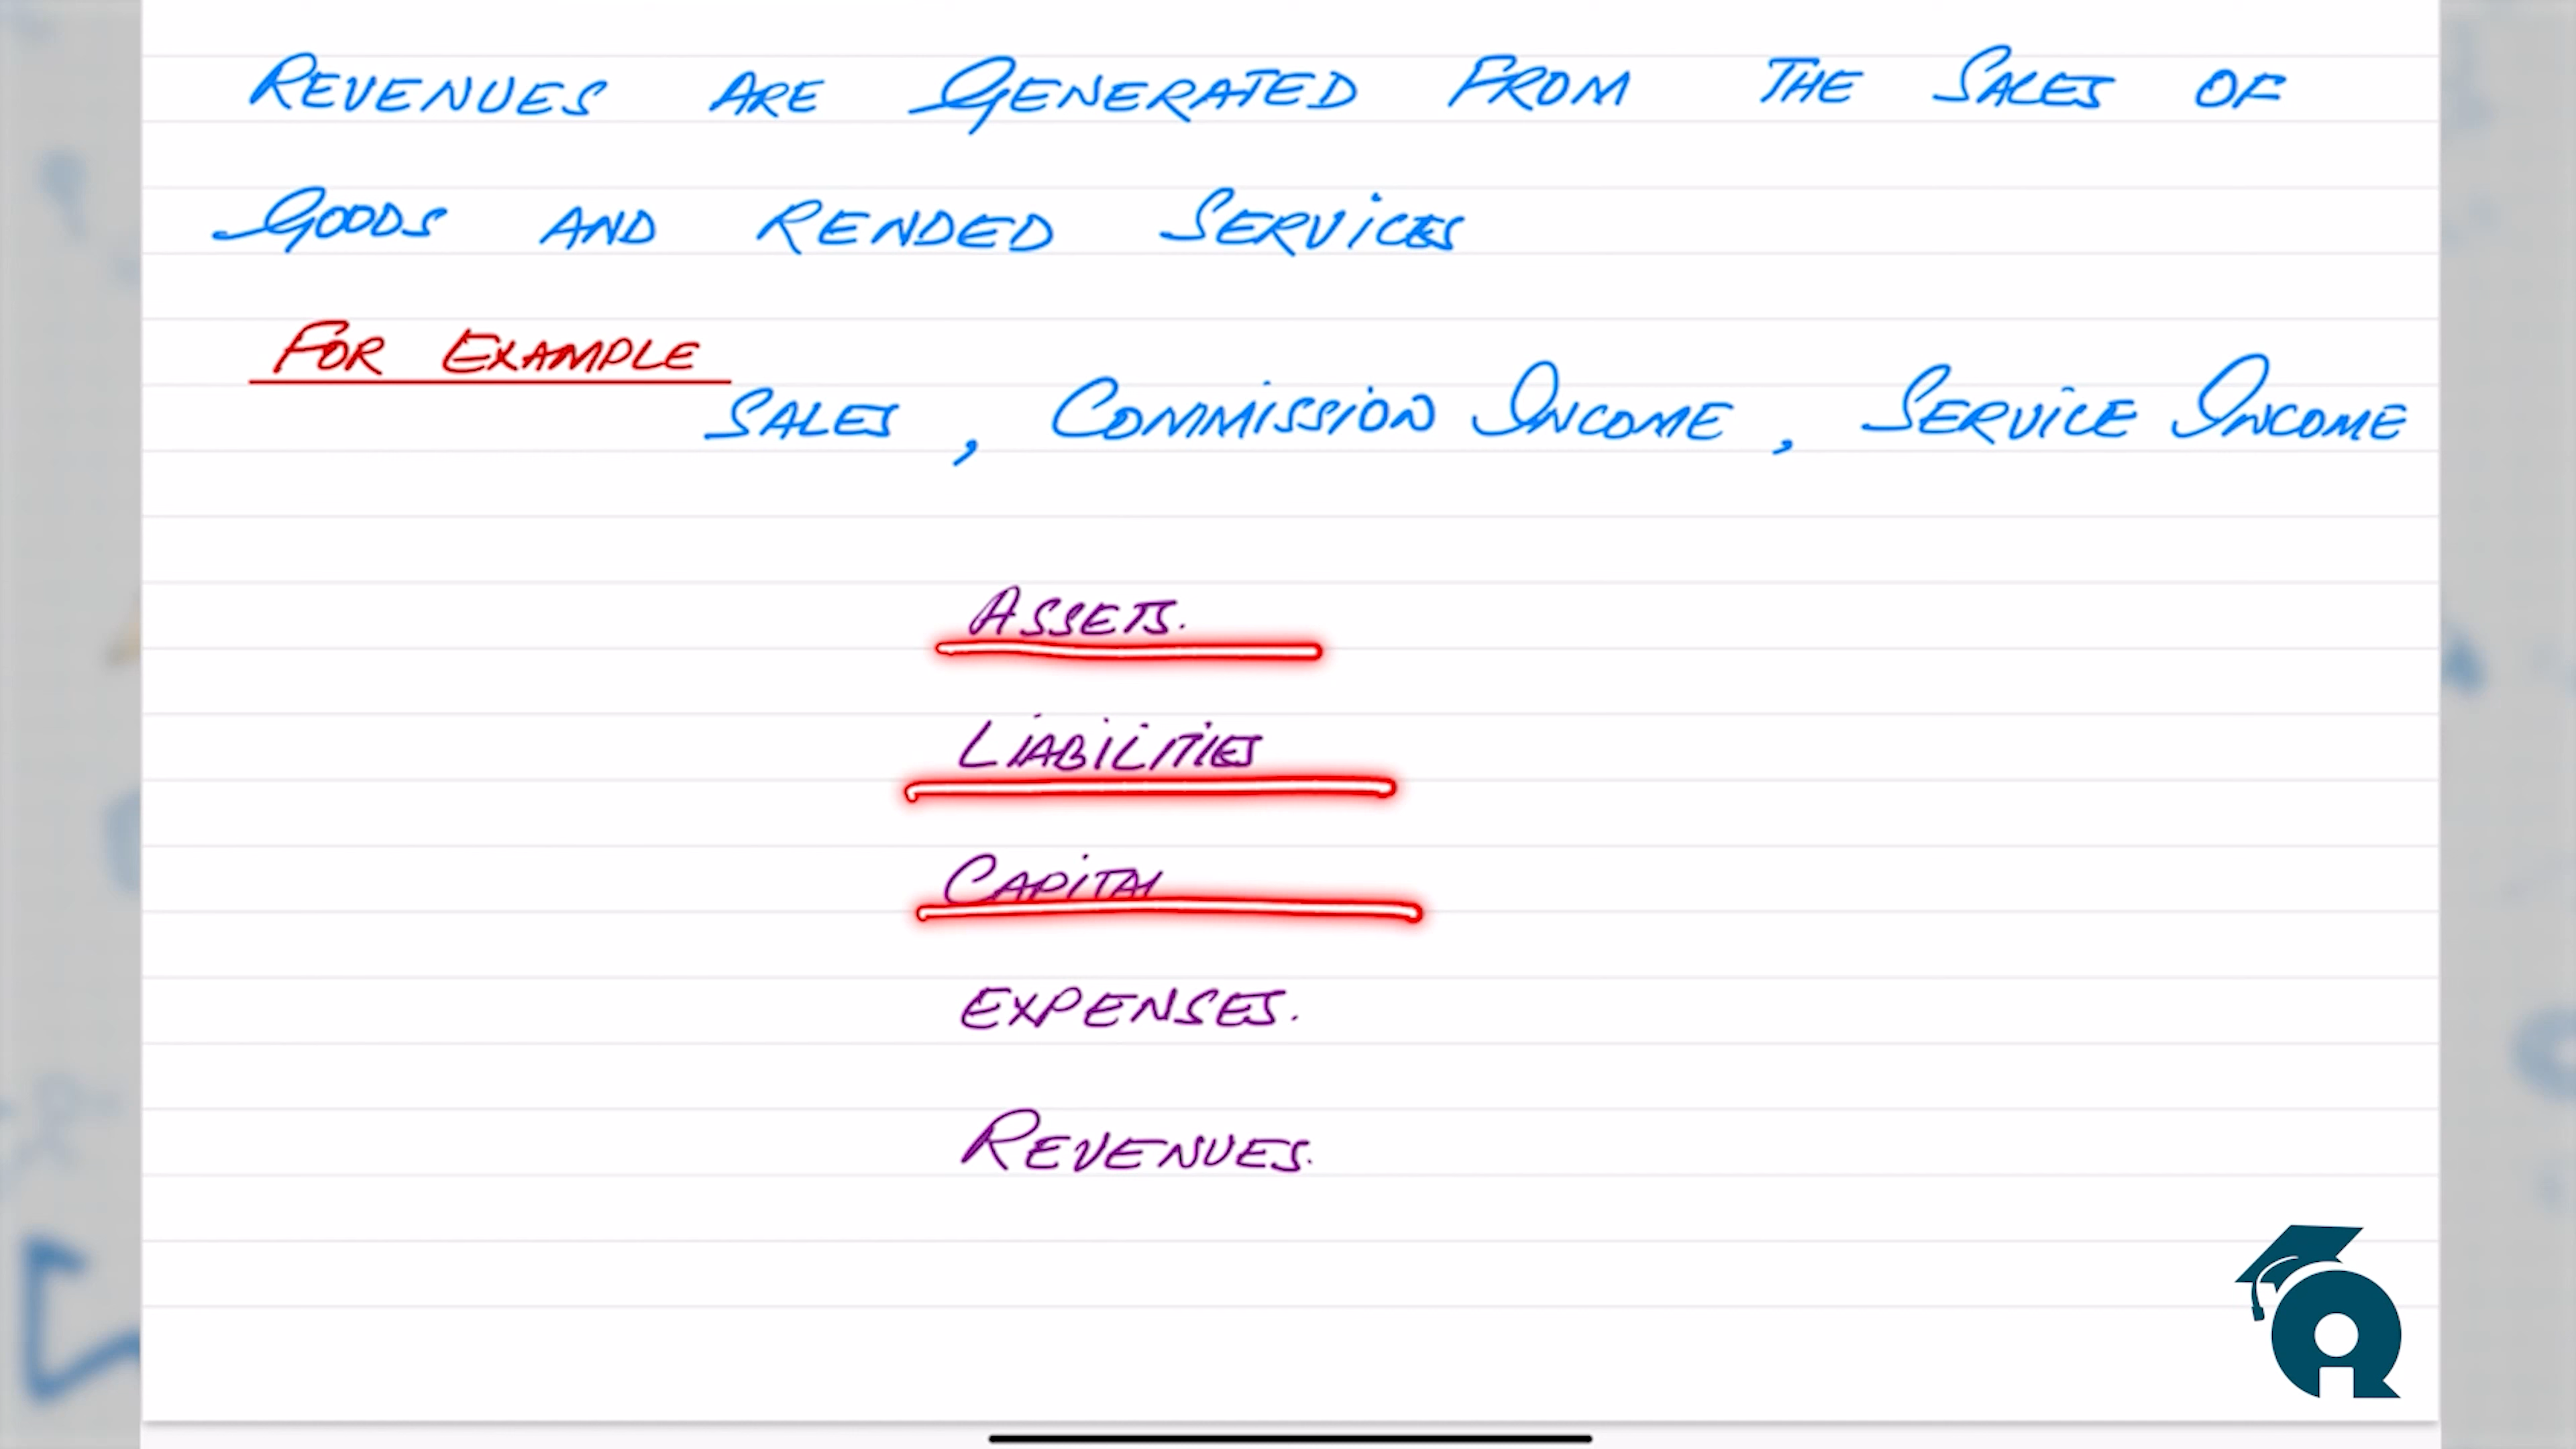 REVENUES ARE GENERATED FROM THE SALES OF
GOODS AND RENDED SERVICES
FOR EXAMPLE
SALES, COMMISSION INCOME, SERVICE INCOME
ASSETS.
LIABILITIES
CAPITAL
EXPENSES.
REVENUES.